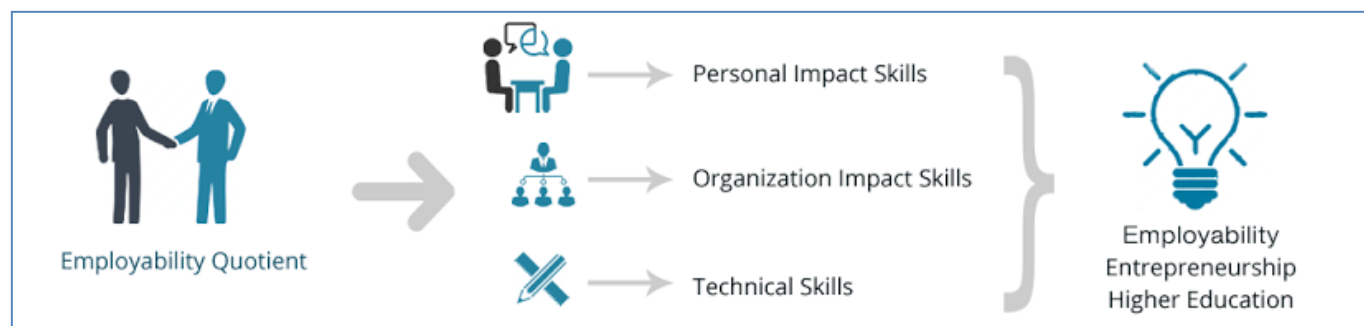 Employability Quotient
Personal Impact Skills
Organization Impact Skills
Technical Skills
Employability
Entrepreneurship
Higher Education